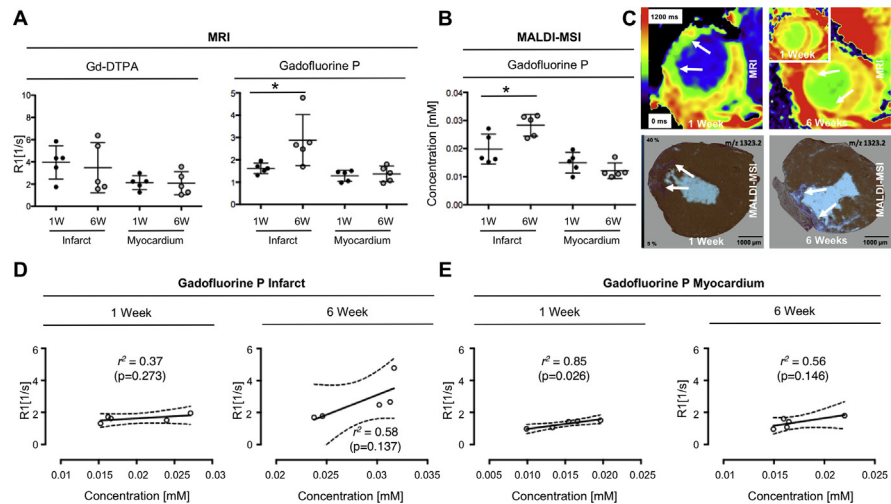 A
MRI
Gd-DTPA
Gadofluorine P
R1[1/s]
10
8
6
4
2
0
6
5
4
3
2
1
0
*
1W 6W 1W 6W
Infarct Myocardium
1W 6W 1W 6W
Infarct Myocardium
B
MALDI-MSI
Gadofluorine P
Concentration [mM]
0.04
0.03
0.02
0.01
0.00
*
1W 6W 1W 6W
Infarct Myocardium
C
1200 ms
0 ms
MRI
1 Week
1 Week
MRI
6 Weeks
m/z 1323.2
MALDI-MSI
1 Week
1000 µm
m/z 1323.2
MALDI-MSI
6 Weeks
1000 µm
D
Gadofluorine P Infarct
1 Week
6 Week
R1[1/s]
6
4
2
0
r² = 0.37
(p=0.273)
0.01 0.015 0.02 0.025 0.03
Concentration [mM]
R1[1/s]
6
4
2
0
r² = 0.58
(p=0.137)
0.02 0.025 0.03 0.035
Concentration [mM]
E
Gadofluorine P Myocardium
1 Week
6 Week
R1[1/s]
6
4
2
0
r² = 0.85
(p=0.026)
0.005 0.01 0.015 0.02 0.025
Concentration [mM]
R1[1/s]
6
4
2
0
r² = 0.56
(p=0.146)
0.01 0.015 0.02 0.025
Concentration [mM]